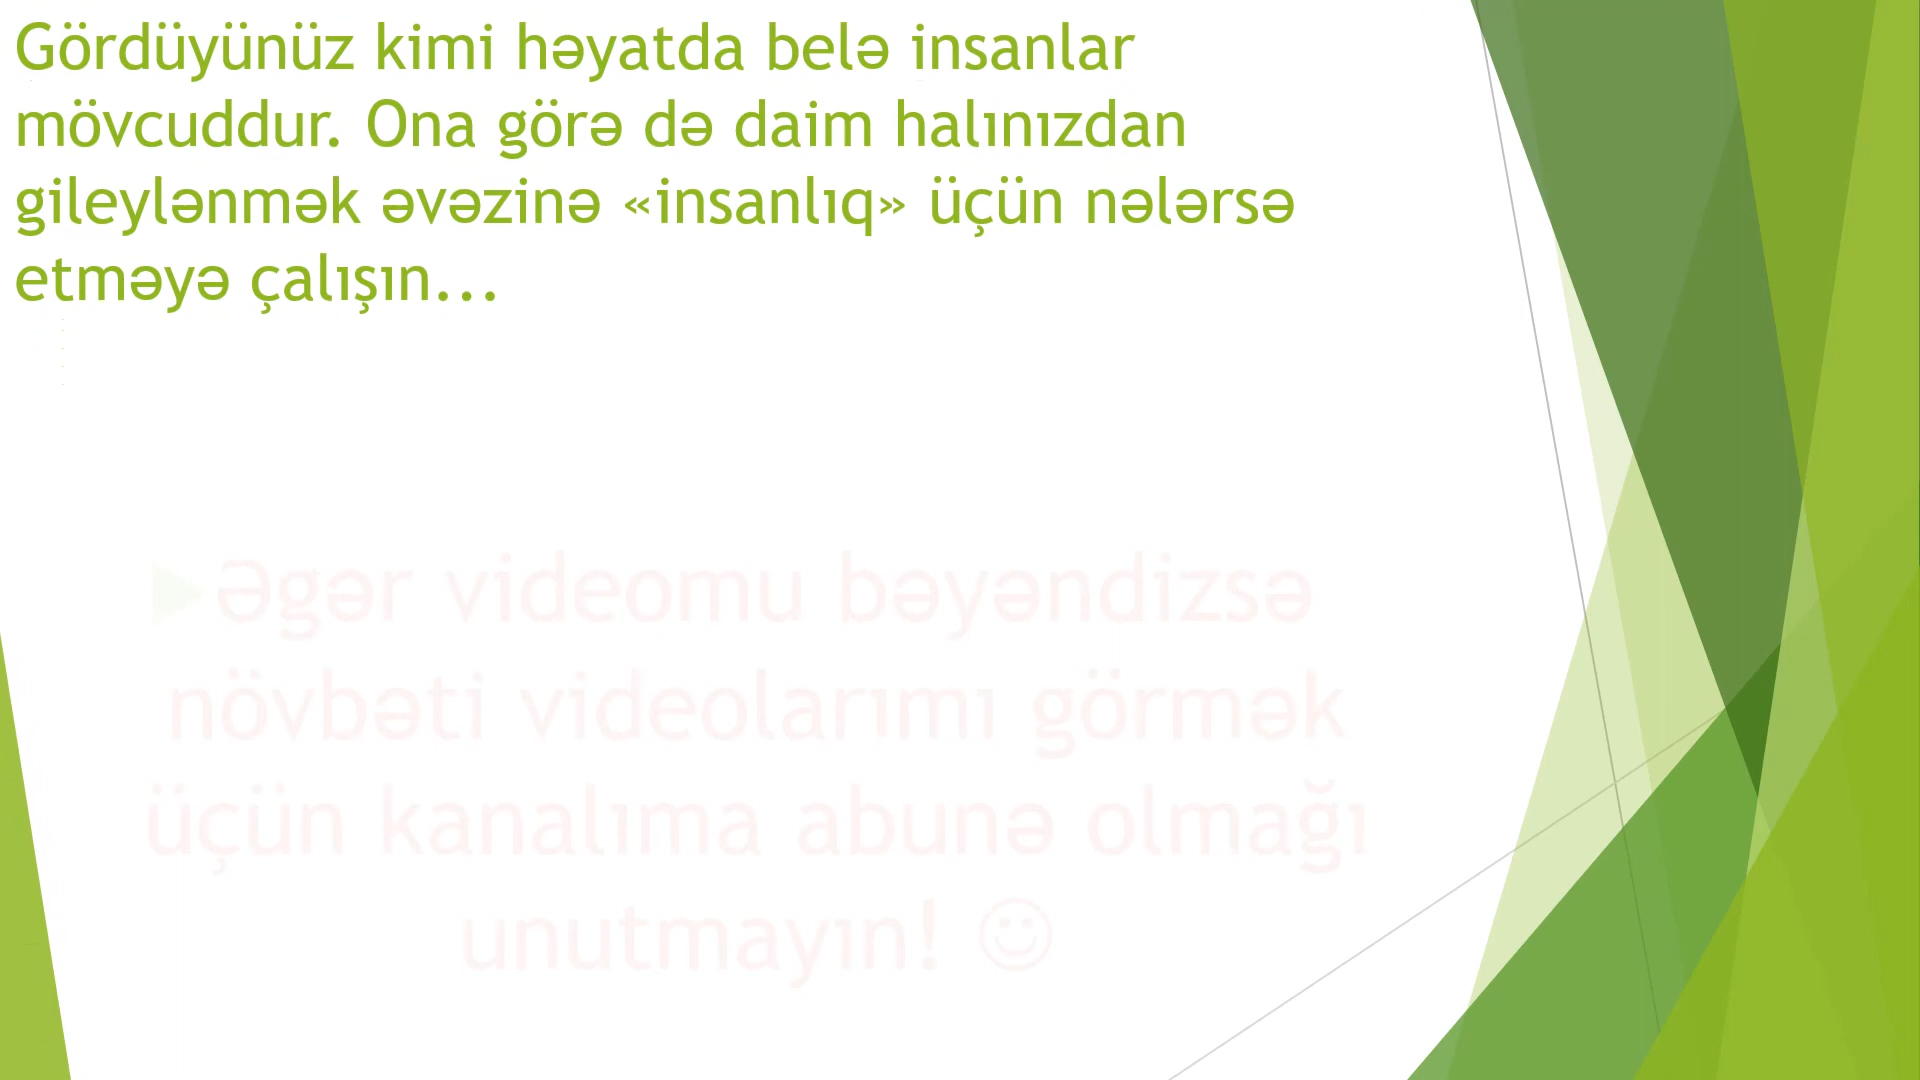 Gördüyünüz kimi həyatda belə insanlar
mövcuddur. Ona görə də daim halınızdan
gileylənmək əvəzinə «insanlıq» üçün nələrsə
etməyə çalışın...
Əgər videomu bəyəndizsə
növbəti videolarımı görmək
üçün kanalıma abunə olmağı
unutmayın! ☺